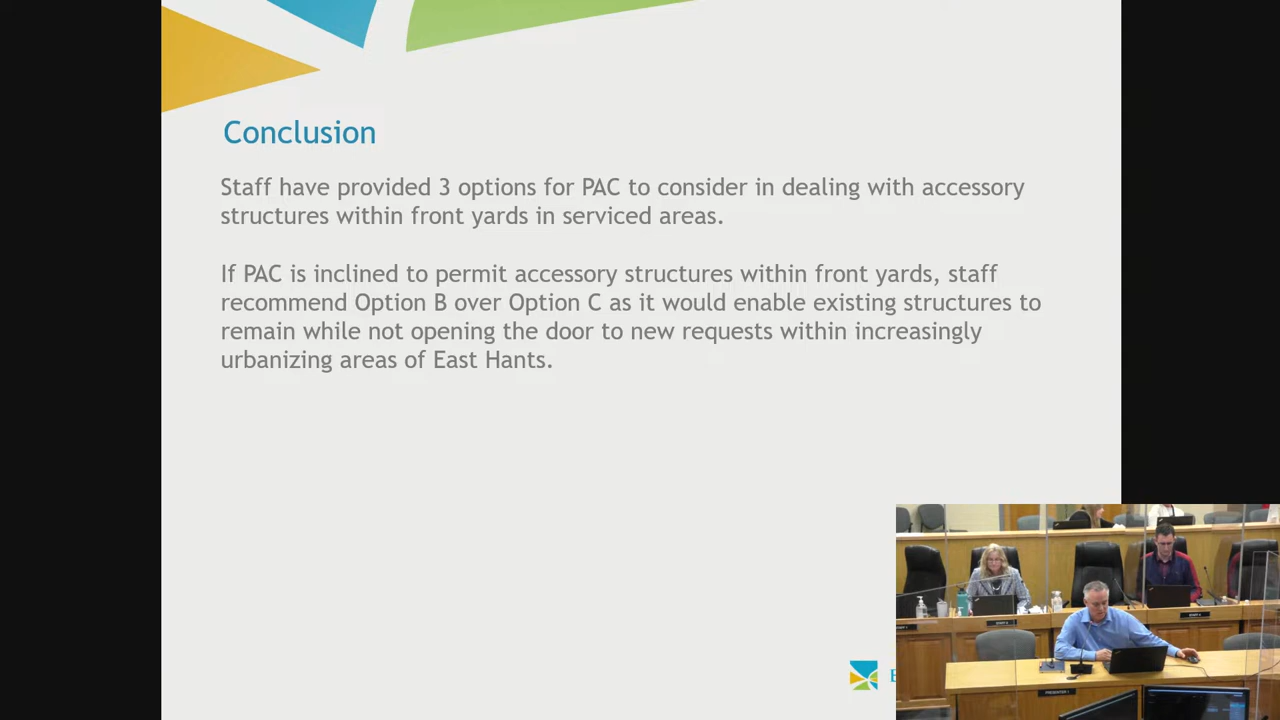 Conclusion
Staff have provided 3 options for PAC to consider in dealing with accessory
structures within front yards in serviced areas.
If PAC is inclined to permit accessory structures within front yards, staff
recommend Option B over Option C as it would enable existing structures to
remain while not opening the door to new requests within increasingly
urbanizing areas of East Hants.
PRESENTER 1